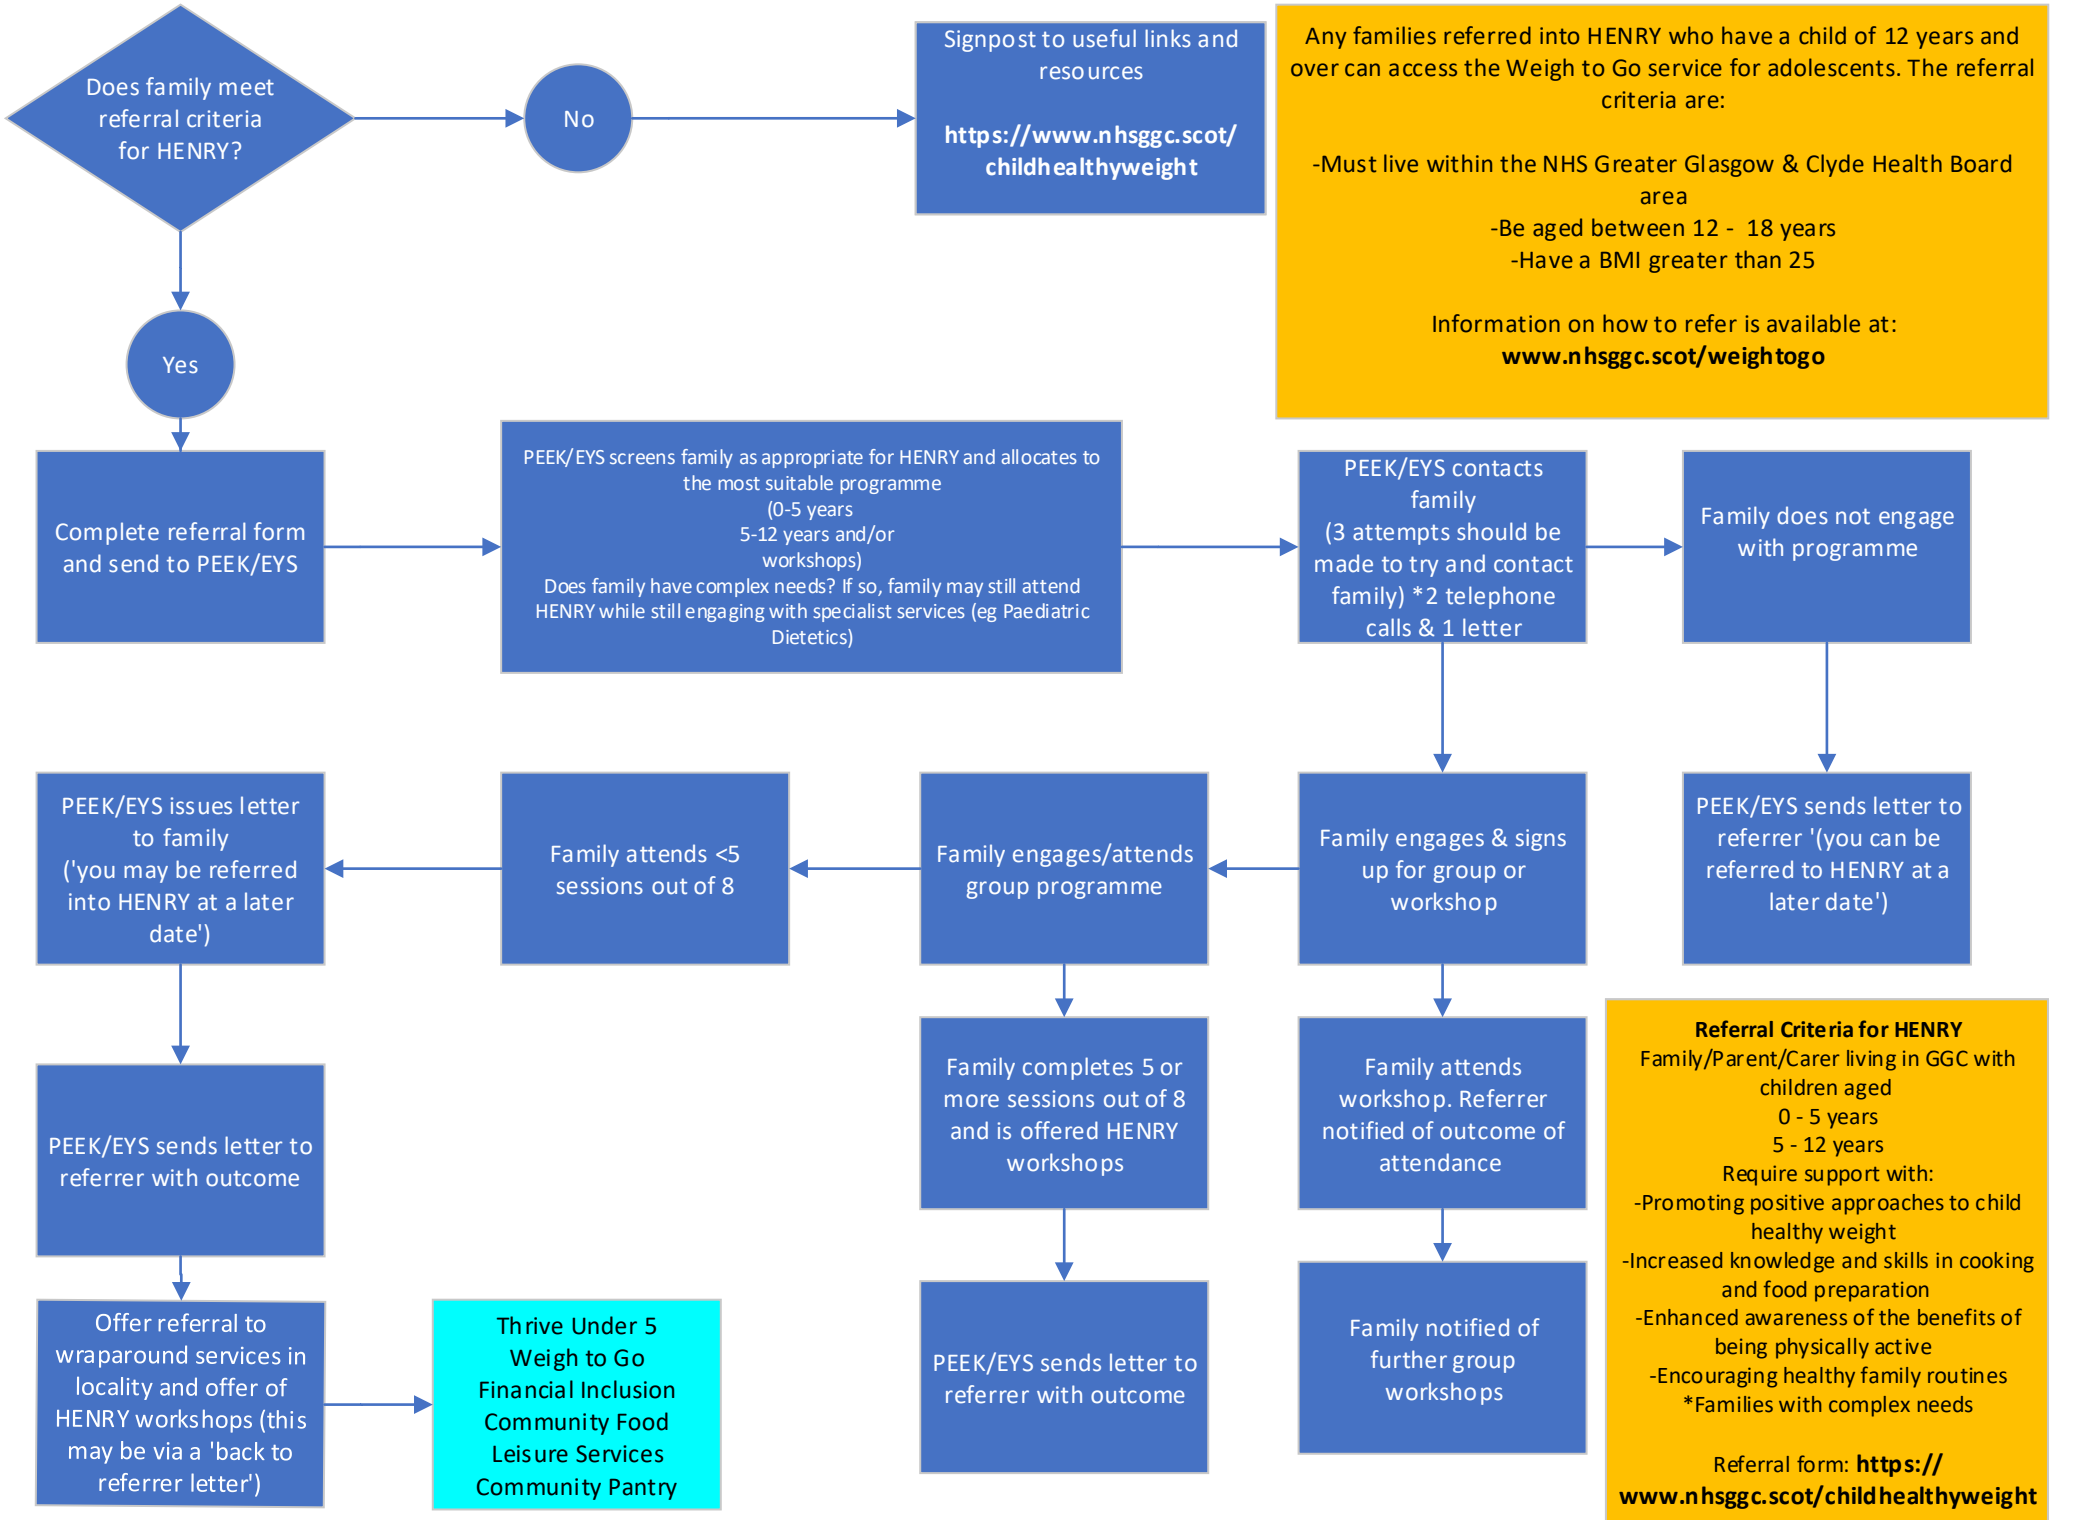 Does family meet
referral criteria
for HENRY?
No
Signpost to useful links and
resources
https://www.nhsggc.scot/
childhealthyweight
Any families referred into HENRY who have a child of 12 years and
over can access the Weigh to Go service for adolescents. The referral
criteria are:
-Must live within the NHS Greater Glasgow & Clyde Health Board
area
-Be aged between 12 - 18 years
-Have a BMI greater than 25
Information on how to refer is available at:
www.nhsggc.scot/weightogo
Yes
Complete referral form
and send to PEEK/EYS
PEEK/EYS screens family as appropriate for HENRY and allocates to
the most suitable programme
(0-5 years
5-12 years and/or
workshops)
Does family have complex needs? If so, family may still attend
HENRY while still engaging with specialist services (eg Paediatric
Dietetics)
PEEK/EYS contacts
family
(3 attempts should be
made to try and contact
family) *2 telephone
calls & 1 letter
Family does not engage
with programme
PEEK/EYS issues letter
to family
('you may be referred
into HENRY at a later
date')
Family attends <5
sessions out of 8
Family engages/attends
group programme
Family engages & signs
up for group or
workshop
PEEK/EYS sends letter to
referrer '(you can be
referred to HENRY at a
later date')
PEEK/EYS sends letter to
referrer with outcome
Family completes 5 or
more sessions out of 8
and is offered HENRY
workshops
Family attends
workshop. Referrer
notified of outcome of
attendance
Referral Criteria for HENRY
Family/Parent/Carer living in GGC with
children aged
0 - 5 years
5 - 12 years
Require support with:
-Promoting positive approaches to child
healthy weight
-Increased knowledge and skills in cooking
and food preparation
-Enhanced awareness of the benefits of
being physically active
-Encouraging healthy family routines
*Families with complex needs
Referral form: https://
www.nhsggc.scot/childhealthyweight
Offer referral to
wraparound services in
locality and offer of
HENRY workshops (this
may be via a 'back to
referrer letter')
Thrive Under 5
Weigh to Go
Financial Inclusion
Community Food
Leisure Services
Community Pantry
PEEK/EYS sends letter to
referrer with outcome
Family notified of
further group
workshops